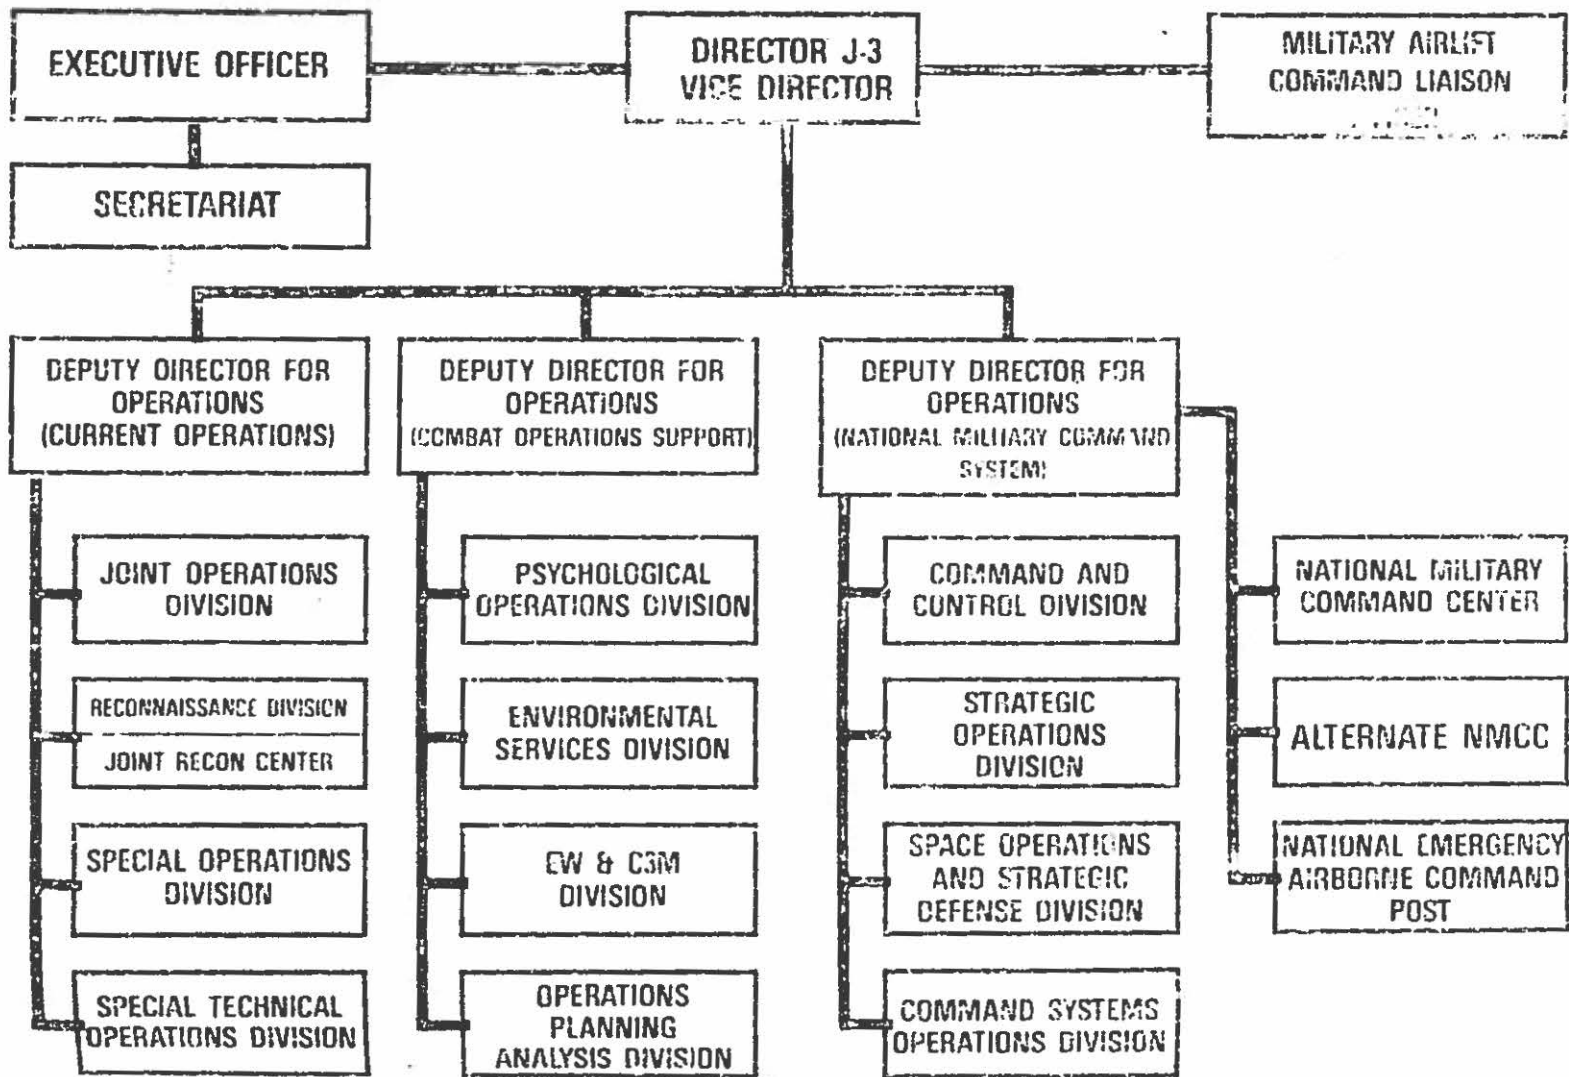 EXECUTIVE OFFICER
DIRECTOR J-3
VICE DIRECTOR
MILITARY AIRLIFT
COMMAND LIAISON
SECRETARIAT
DEPUTY DIRECTOR FOR
OPERATIONS
(CURRENT OPERATIONS)
DEPUTY DIRECTOR FOR
OPERATIONS
(COMBAT OPERATIONS SUPPORT)
DEPUTY DIRECTOR FOR
OPERATIONS
(NATIONAL MILITARY COMMAND
SYSTEM)
JOINT OPERATIONS
DIVISION
RECONNAISSANCE DIVISION
JOINT RECON CENTER
SPECIAL OPERATIONS
DIVISION
SPECIAL TECHNICAL
OPERATIONS DIVISION
PSYCHOLOGICAL
OPERATIONS DIVISION
ENVIRONMENTAL
SERVICES DIVISION
EW & C3M
DIVISION
OPERATIONS
PLANNING
ANALYSIS DIVISION
COMMAND AND
CONTROL DIVISION
STRATEGIC
OPERATIONS
DIVISION
SPACE OPERATIONS
AND STRATEGIC
DEFENSE DIVISION
COMMAND SYSTEMS
OPERATIONS DIVISION
NATIONAL MILITARY
COMMAND CENTER
ALTERNATE NMCC
NATIONAL EMERGENCY
AIRBORNE COMMAND
POST